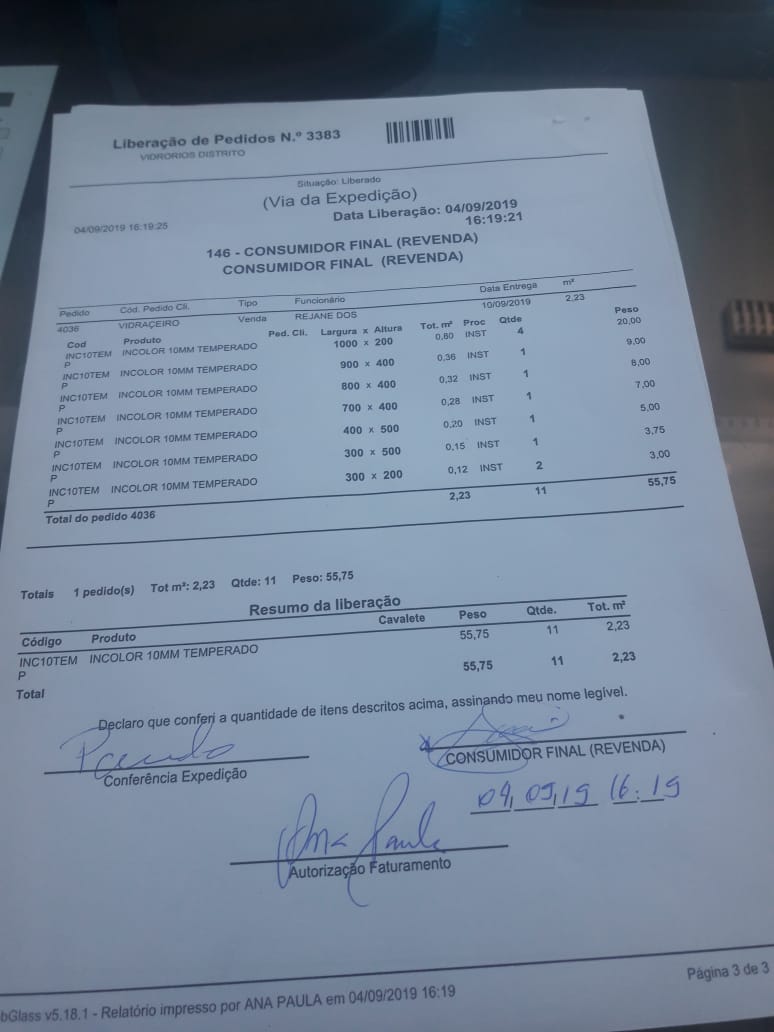 Liberação de Pedidos N.º 3383
VIDRORIOS DISTRITO
Situação: Liberado
(Via da Expedição)
04/09/2019 16:19:25
Data Liberação: 04/09/2019
16:19:21
146 - CONSUMIDOR FINAL (REVENDA)
CONSUMIDOR FINAL (REVENDA)
Pedido Cód. Pedido Cli. Tipo Funcionário Data Entrega m²
4036 VIDRAÇEIRO Venda REJANE DOS 10/09/2019 2,23
Cod Produto Ped. Cli. Largura x Altura Tot. m² Proc Qtde Peso
INC10TEM INCOLOR 10MM TEMPERADO 1000 x 200 0,80 INST 4 20,00
P
INC10TEM INCOLOR 10MM TEMPERADO 900 x 400 0,36 INST 1 9,00
P
INC10TEM INCOLOR 10MM TEMPERADO 800 x 400 0,32 INST 1 8,00
P
INC10TEM INCOLOR 10MM TEMPERADO 700 x 400 0,28 INST 1 7,00
P
INC10TEM INCOLOR 10MM TEMPERADO 400 x 500 0,20 INST 1 5,00
P
INC10TEM INCOLOR 10MM TEMPERADO 300 x 500 0,15 INST 1 3,75
P
INC10TEM INCOLOR 10MM TEMPERADO 300 x 200 0,12 INST 2 3,00
P
Total do pedido 4036 2,23 11 55,75
Totais 1 pedido(s) Tot m²: 2,23 Qtde: 11 Peso: 55,75
Resumo da liberação
Código Produto Cavalete Peso Qtde. Tot. m²
INC10TEM INCOLOR 10MM TEMPERADO 55,75 11 2,23
P
Total 55,75 11 2,23
Declaro que conferi a quantidade de itens descritos acima, assinando meu nome legível.
Conferência Expedição
CONSUMIDOR FINAL (REVENDA)
04,09,19 16:19
Ana Paula
Autorização Faturamento
bGlass v5.18.1 - Relatório impresso por ANA PAULA em 04/09/2019 16:19
Página 3 de 3